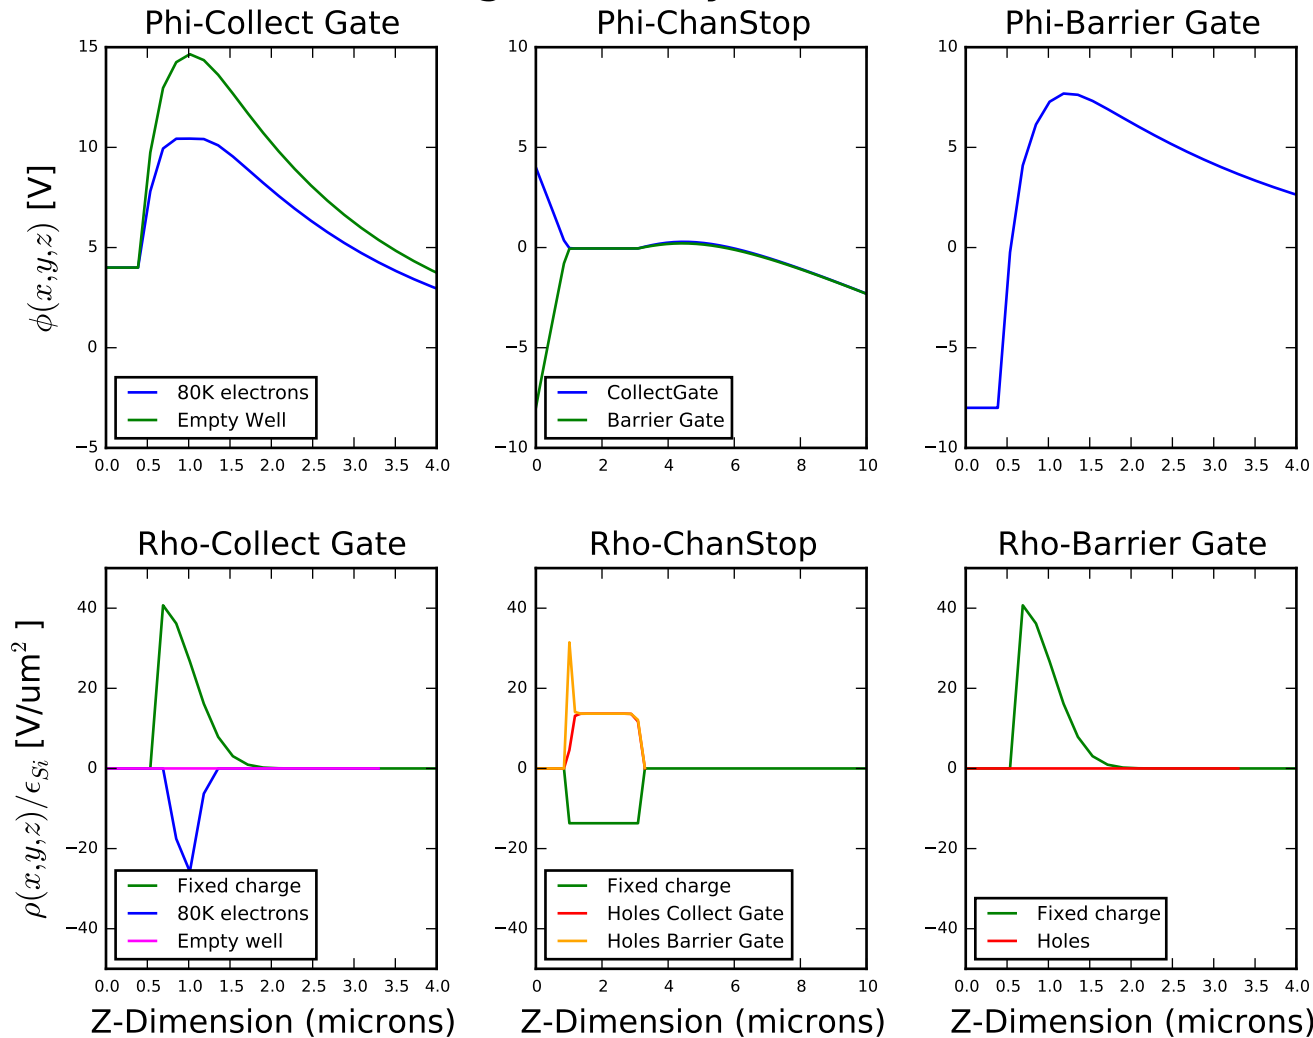 Phi-Collect Gate
Phi-ChanStop
Phi-Barrier Gate
15
10
5
0
−5
ϕ(x,y,z) [V]
80K electrons
Empty Well
0.0 0.5 1.0 1.5 2.0 2.5 3.0 3.5 4.0
10
5
0
−5
−10
CollectGate
Barrier Gate
0 2 4 6 8 10
10
5
0
−5
−10
0.0 0.5 1.0 1.5 2.0 2.5 3.0 3.5 4.0
Rho-Collect Gate
Rho-ChanStop
Rho-Barrier Gate
40
20
0
−20
−40
ρ(x,y,z)/ϵSi [V/um²]
Fixed charge
80K electrons
Empty well
0.0 0.5 1.0 1.5 2.0 2.5 3.0 3.5 4.0
Z-Dimension (microns)
40
20
0
−20
−40
Fixed charge
Holes Collect Gate
Holes Barrier Gate
0 2 4 6 8 10
Z-Dimension (microns)
40
20
0
−20
−40
Fixed charge
Holes
0.0 0.5 1.0 1.5 2.0 2.5 3.0 3.5 4.0
Z-Dimension (microns)